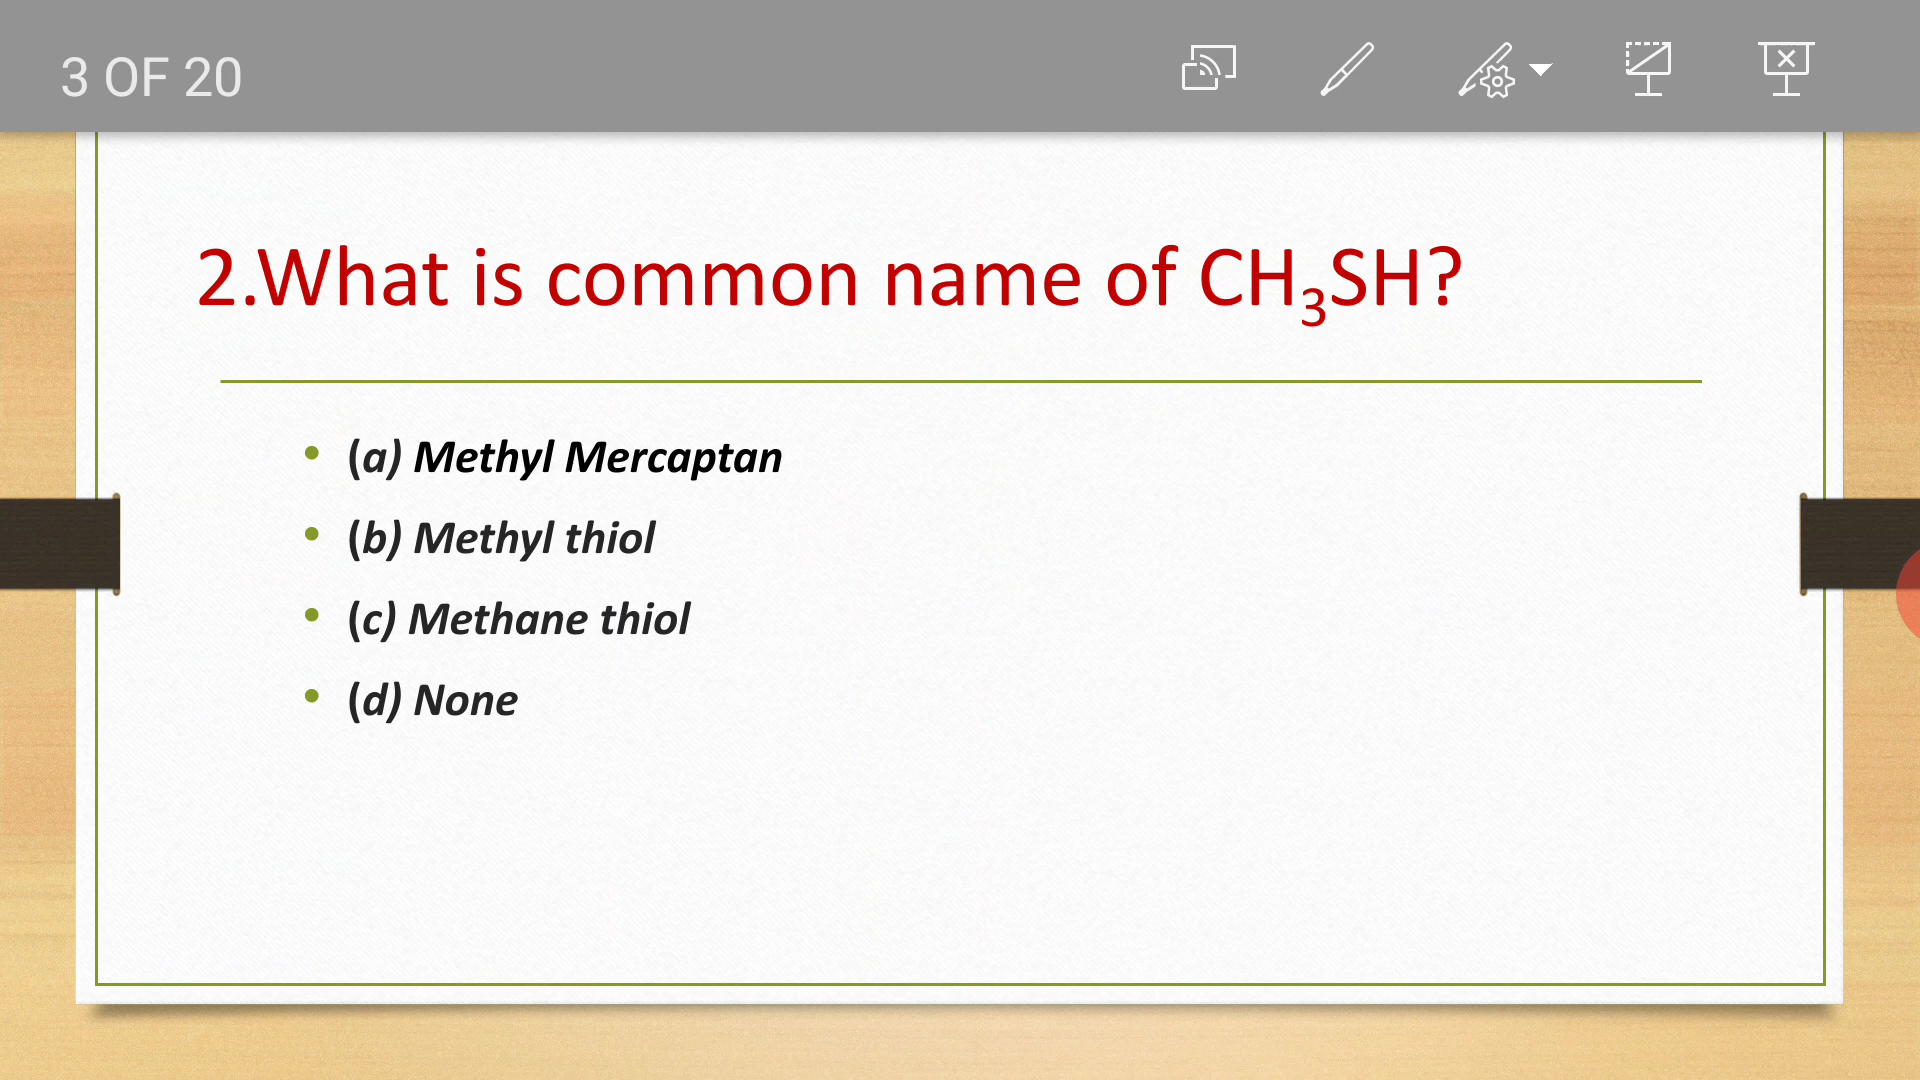 3 OF 20
2.What is common name of CH₃SH?
• (a) Methyl Mercaptan
• (b) Methyl thiol
• (c) Methane thiol
• (d) None